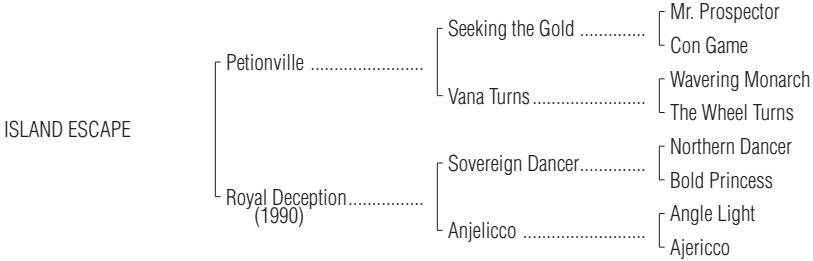 Mr. Prospector
Seeking the Gold ..............
Con Game
Petionville ........................
Wavering Monarch
Vana Turns ........................
The Wheel Turns
ISLAND ESCAPE
Northern Dancer
Sovereign Dancer..............
Bold Princess
Royal Deception................
(1990)
Angle Light
Anjelicco ..........................
Ajericco